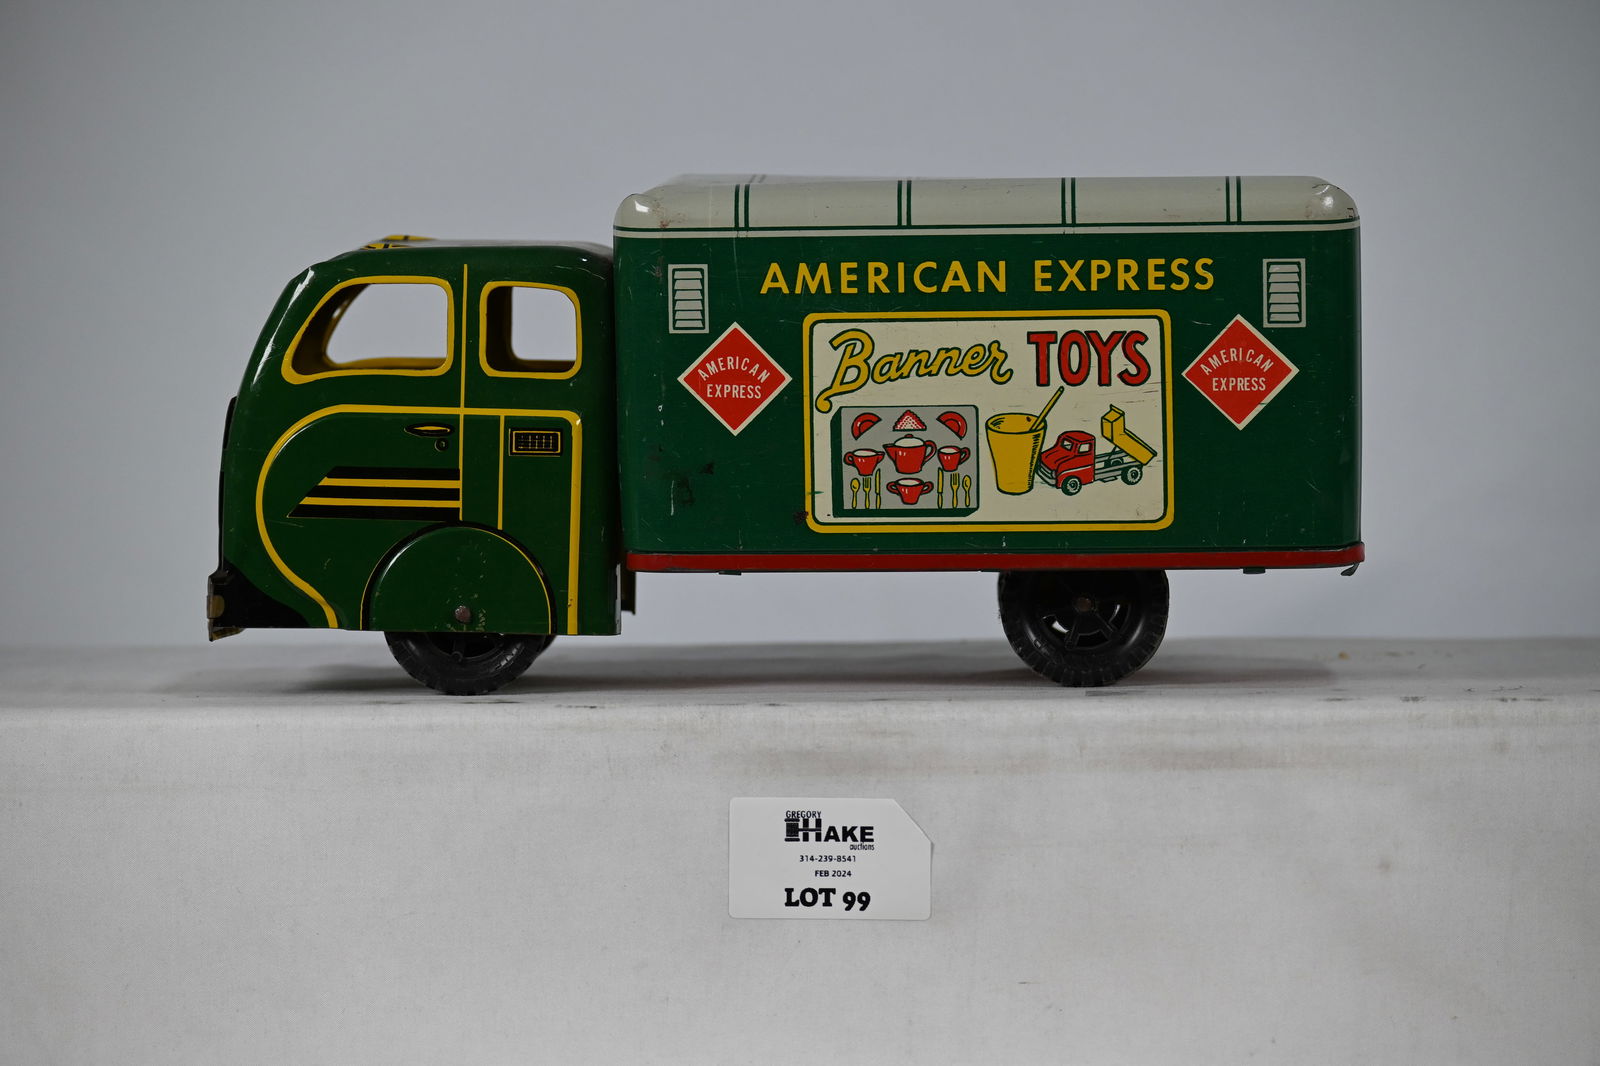 AMERICAN EXPRESS
Banner TOYS
AMERICAN
EXPRESS
AMERICAN
EXPRESS
GREGORY
HAKE
auctions
314-239-8541
FEB 2024
LOT 99